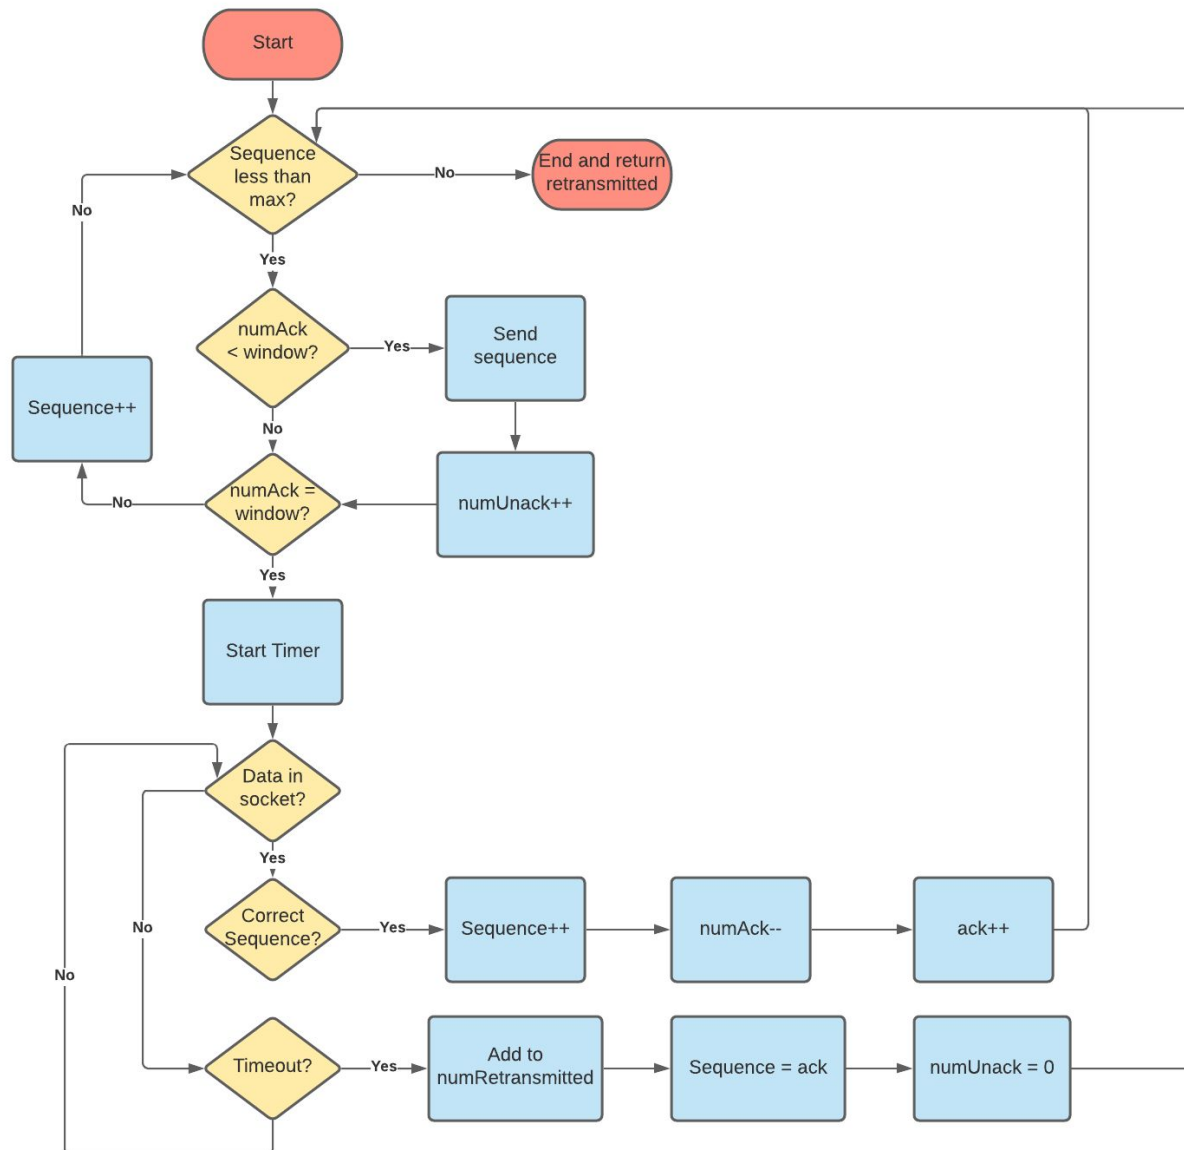 Start
Sequence
less than
max?
No
End and return
retransmitted
No
Yes
numAck
< window?
Yes
Send
sequence
Sequence++
No
numAck =
window?
numUnack++
No
Yes
Start Timer
Data in
socket?
Yes
No
Correct
Sequence?
Yes
Sequence++
numAck--
ack++
No
Timeout?
Yes
Add to
numRetransmitted
Sequence = ack
numUnack = 0